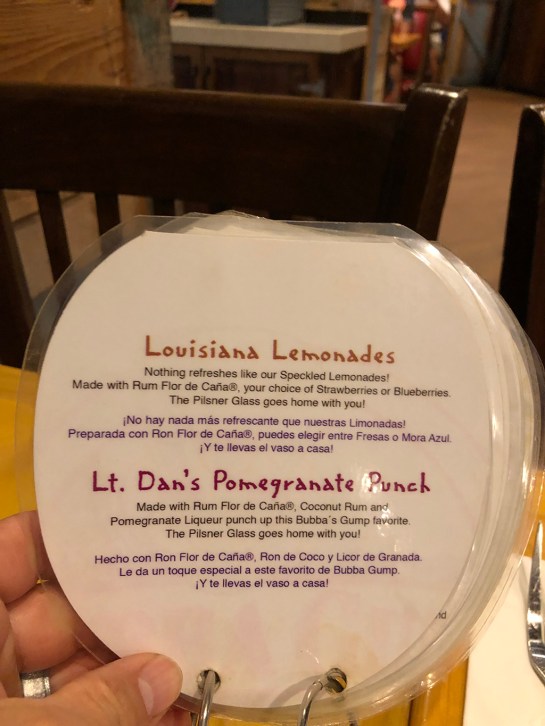 Louisiana Lemonades
Nothing refreshes like our Speckled Lemonades!
Made with Rum Flor de Caña®, your choice of Strawberries or Blueberries.
The Pilsner Glass goes home with you!
¡No hay nada más refrescante que nuestras Limonadas!
Preparada con Ron Flor de Caña®, puedes elegir entre Fresas o Mora Azul.
¡Y te llevas el vaso a casa!
Lt. Dan's Pomegranate Punch
Made with Rum Flor de Caña®, Coconut Rum and
Pomegranate Liqueur punch up this Bubba´s Gump favorite.
The Pilsner Glass goes home with you!
Hecho con Ron Flor de Caña®, Ron de Coco y Licor de Granada.
Le da un toque especial a este favorito de Bubba Gump.
¡Y te llevas el vaso a casa!